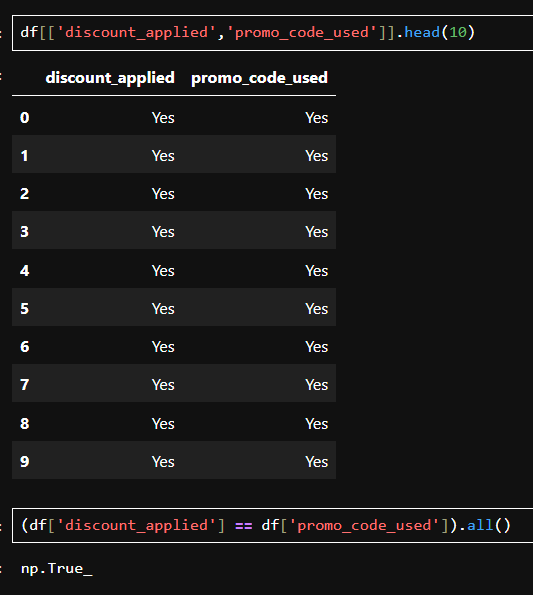 df[['discount_applied','promo_code_used']].head(10)
discount_applied promo_code_used
0 Yes Yes
1 Yes Yes
2 Yes Yes
3 Yes Yes
4 Yes Yes
5 Yes Yes
6 Yes Yes
7 Yes Yes
8 Yes Yes
9 Yes Yes
(df['discount_applied'] == df['promo_code_used']).all()
np.True_